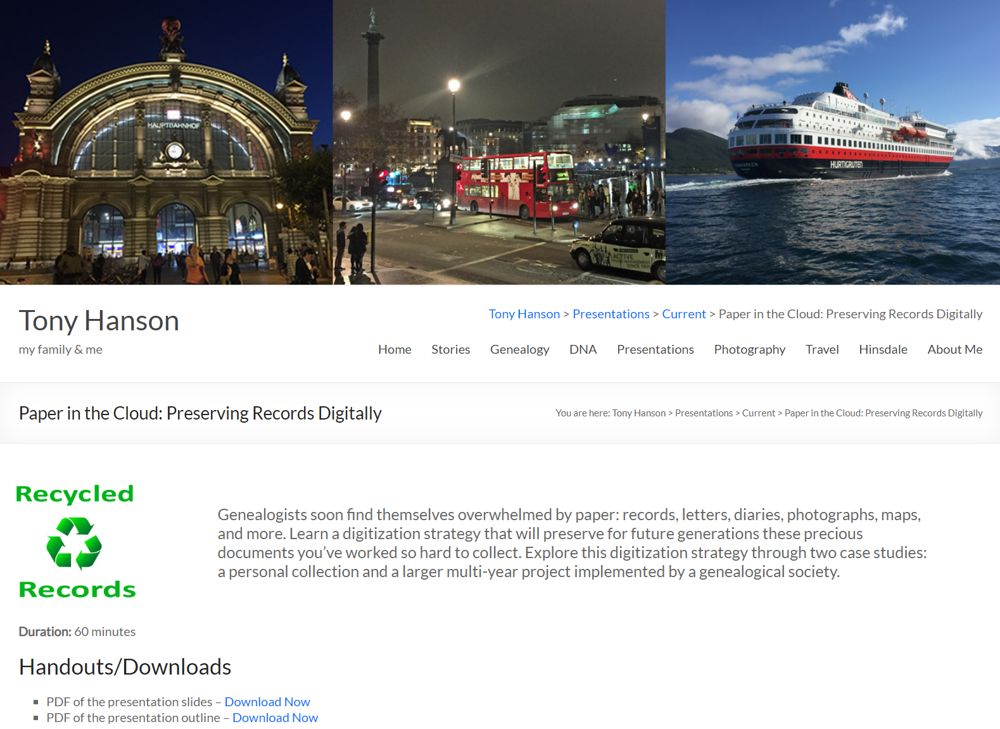 HAUPTBAHNHOF
ACTIVE
MANAGEMENT
SINCE 1931
HURTIGRUTEN
Tony Hanson
my family & me
Tony Hanson > Presentations > Current > Paper in the Cloud: Preserving Records Digitally
Home Stories Genealogy DNA Presentations Photography Travel Hinsdale About Me
Paper in the Cloud: Preserving Records Digitally
You are here: Tony Hanson > Presentations > Current > Paper in the Cloud: Preserving Records Digitally
Recycled
Records
Genealogists soon find themselves overwhelmed by paper: records, letters, diaries, photographs, maps,
and more. Learn a digitization strategy that will preserve for future generations these precious
documents you’ve worked so hard to collect. Explore this digitization strategy through two case studies:
a personal collection and a larger multi-year project implemented by a genealogical society.
Duration: 60 minutes
Handouts/Downloads
PDF of the presentation slides – Download Now
PDF of the presentation outline – Download Now